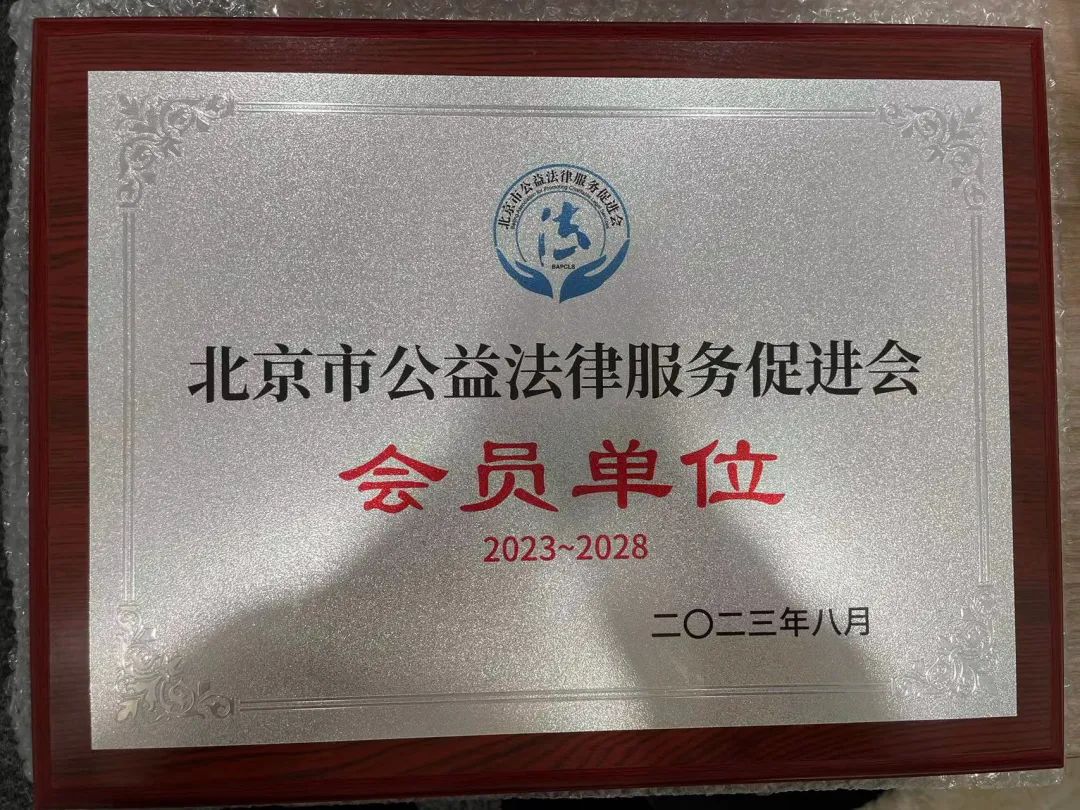 北京市公益法律服务促进会
法
BAPCLS
北京市公益法律服务促进会
会员单位
2023~2028
二〇二三年八月